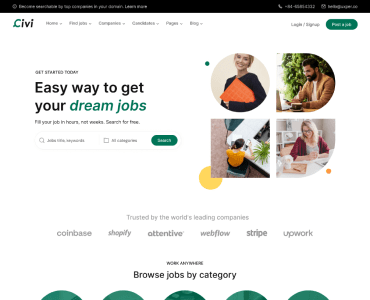 Become searchable by top companies in your domain. Learn more
hello@uxper.co
Civi
Home Find jobs Companies Candidates Pages Blog
Login / Signup
Post a job
GET STARTED TODAY
Easy way to get
your dream jobs
Fill your job in hours, not weeks. Search for free.
Jobs title keywords
All categories
Search
Trusted by the world's leading companies
coinbase shopify attentive webflow stripe upwork
WORK ANYWHERE
Browse jobs by category